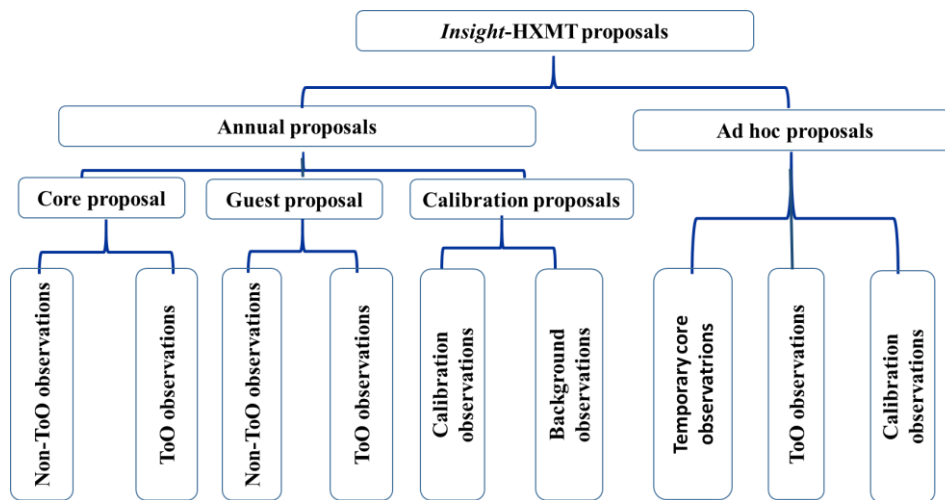 Insight-HXMT proposals
Annual proposals
Ad hoc proposals
Core proposal
Guest proposal
Calibration proposals
Non-ToO observations
ToO observations
Non-ToO observations
ToO observations
Calibration
observations
Background
observations
Temporary core
observatrions
ToO observations
Calibration
observations